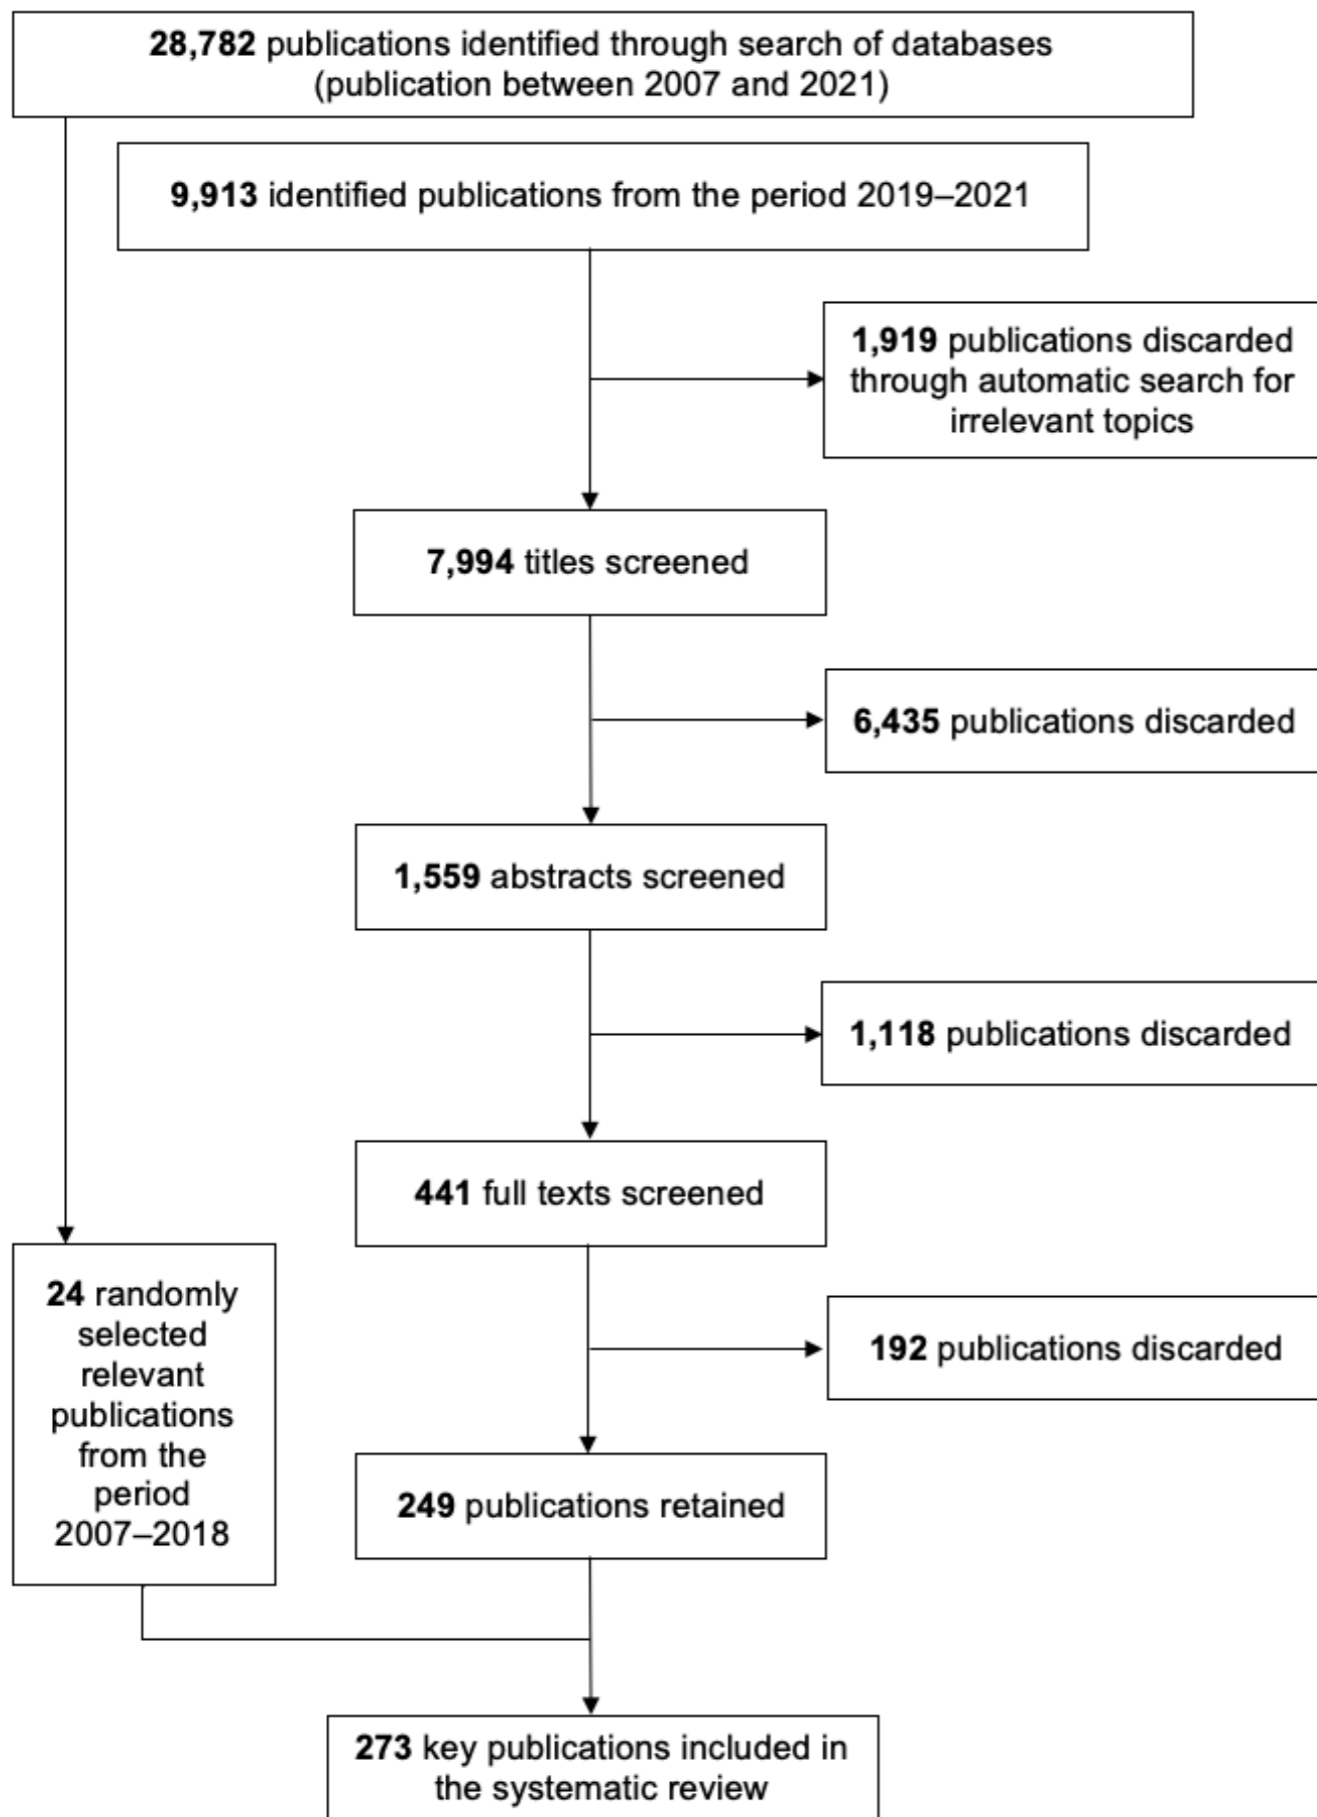 28,782 publications identified through search of databases
(publication between 2007 and 2021)
9,913 identified publications from the period 2019–2021
1,919 publications discarded
through automatic search for
irrelevant topics
7,994 titles screened
6,435 publications discarded
1,559 abstracts screened
1,118 publications discarded
441 full texts screened
24 randomly
selected
relevant
publications
from the
period
2007–2018
192 publications discarded
249 publications retained
273 key publications included in
the systematic review